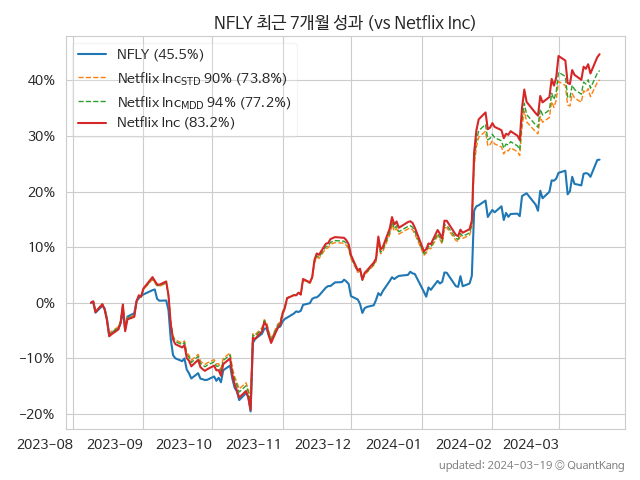 NFLY 최근 7개월 성과 (vs Netflix Inc)
NFLY (45.5%)
Netflix IncSTD 90% (73.8%)
Netflix IncMDD 94% (77.2%)
Netflix Inc (83.2%)
40%
30%
20%
10%
0%
−10%
−20%
2023-08 2023-09 2023-10 2023-11 2023-12 2024-01 2024-02 2024-03
updated: 2024-03-19 © QuantKang